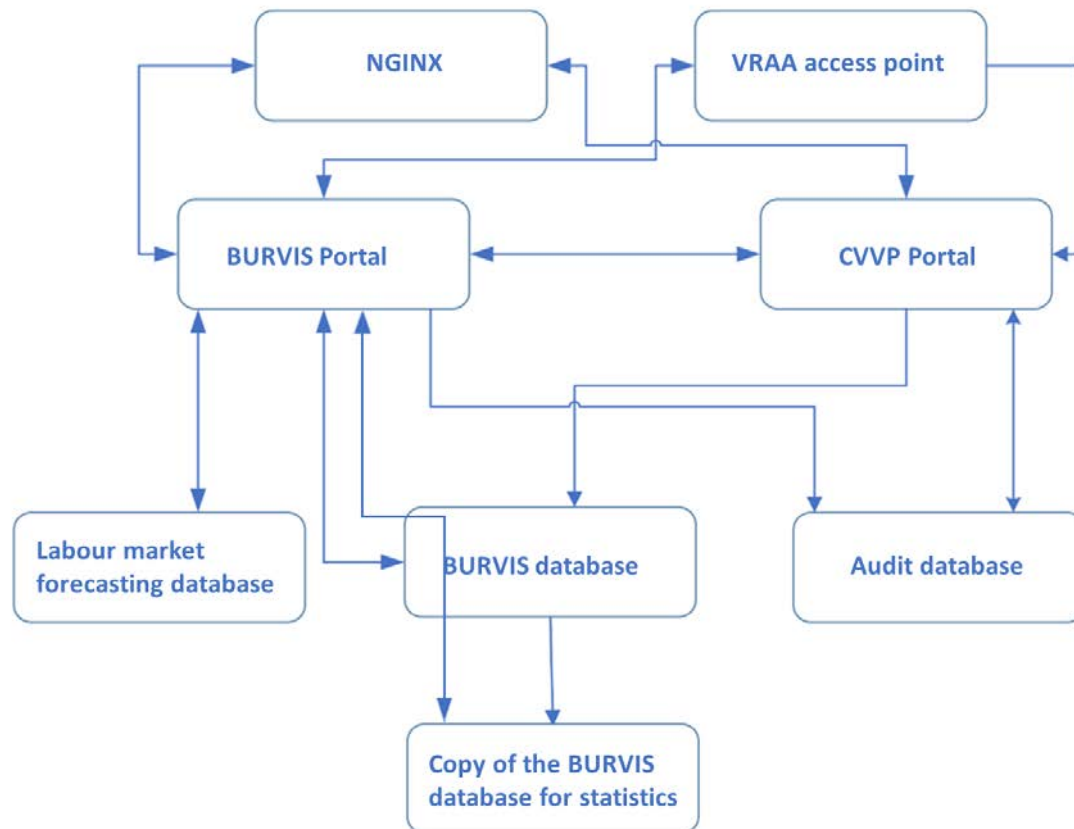 NGINX
VRAA access point
BURVIS Portal
CVVP Portal
Labour market
forecasting database
BURVIS database
Audit database
Copy of the BURVIS
database for statistics